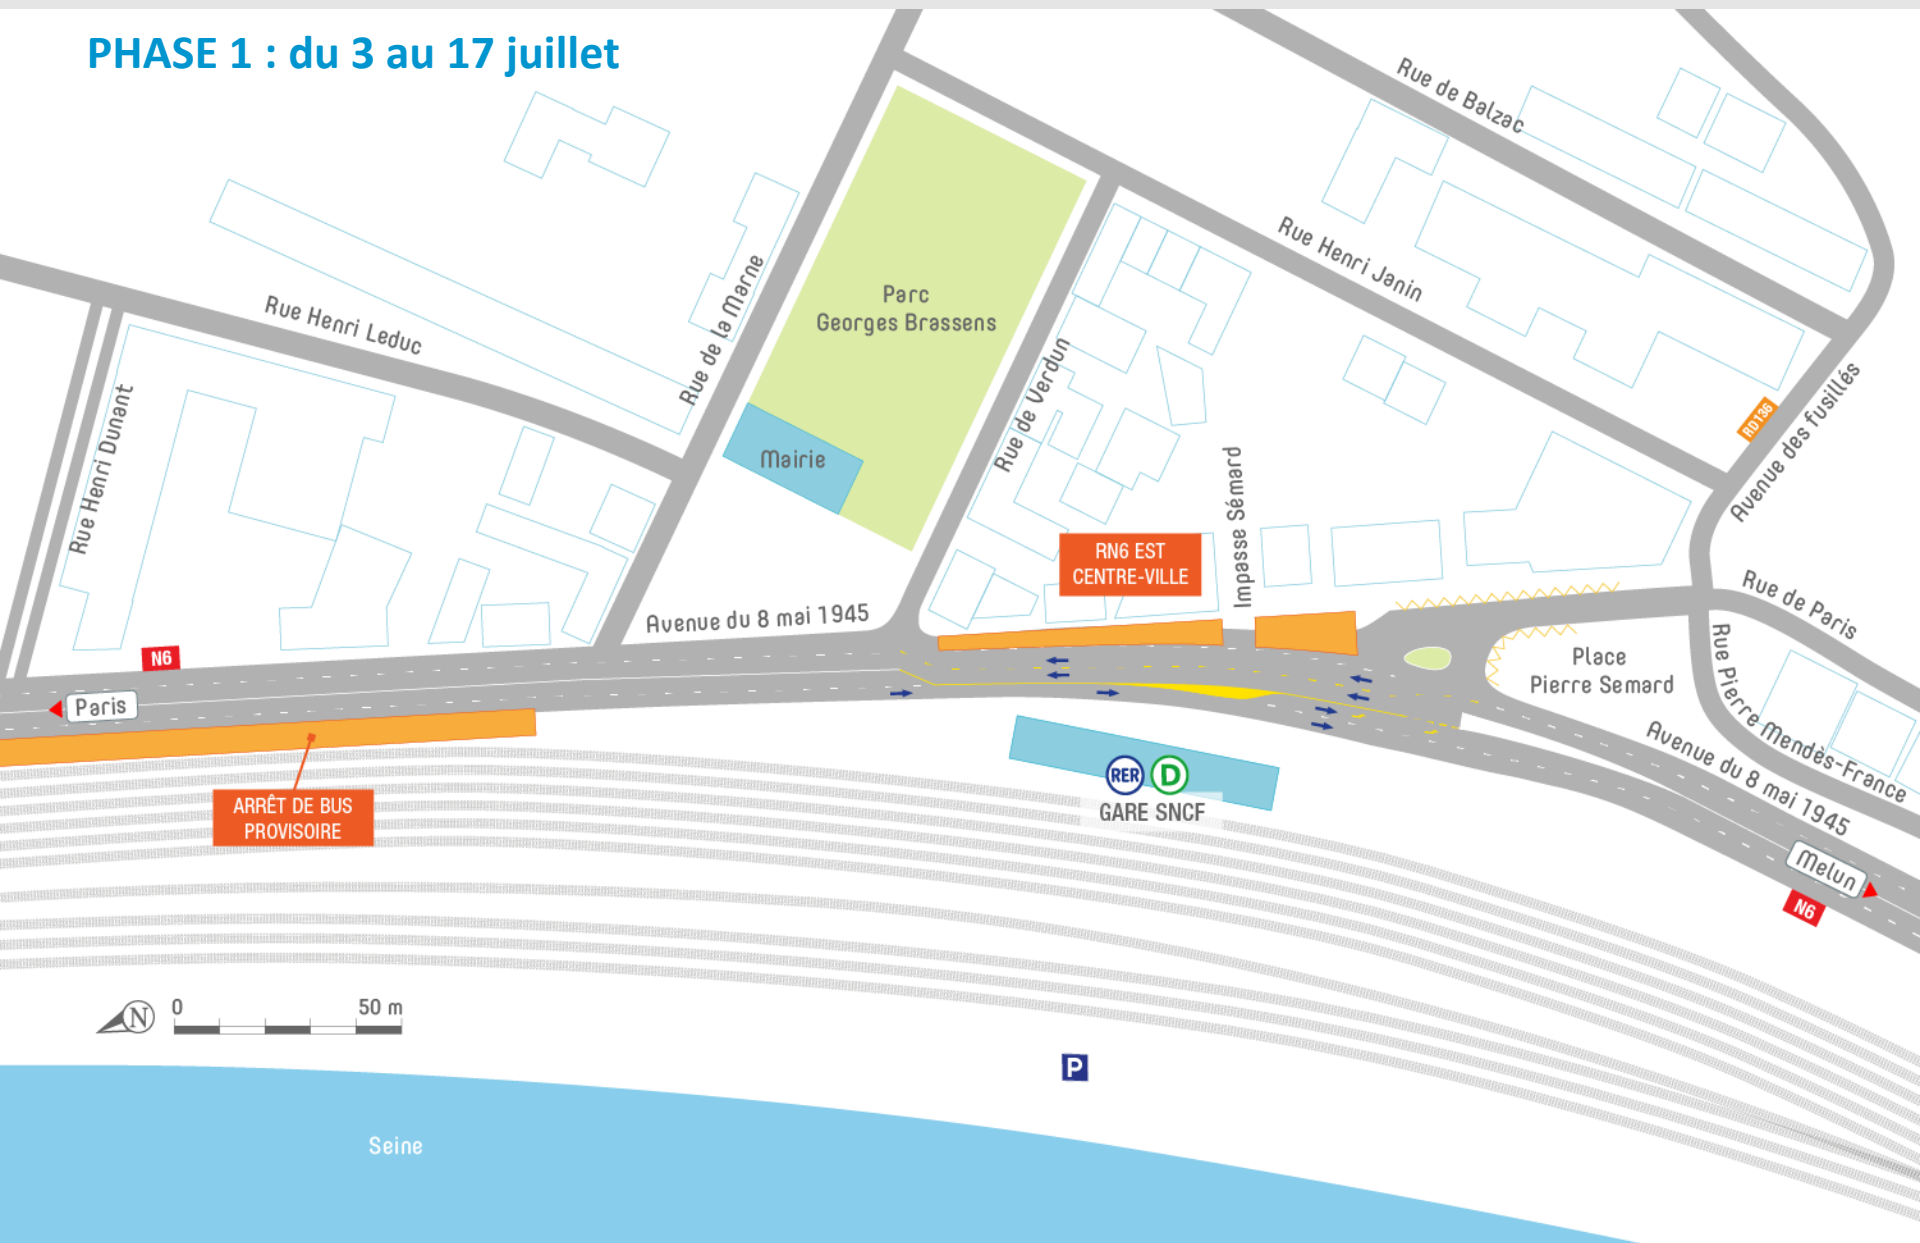 PHASE 1 : du 3 au 17 juillet
Rue de Balzac
Rue Henri Janin
Parc
Georges Brassens
Rue Henri Leduc
Rue de la Marne
Rue de Verdun
Rue Henri Dunant
Mairie
RD136
Avenue des fusillés
Impasse Sémard
RN6 EST
CENTRE-VILLE
Rue de Paris
Avenue du 8 mai 1945
N6
Paris
Place
Pierre Semard
Rue Pierre Mendès-France
Avenue du 8 mai 1945
Melun
N6
ARRÊT DE BUS
PROVISOIRE
RER D
GARE SNCF
N
0 50 m
P
Seine